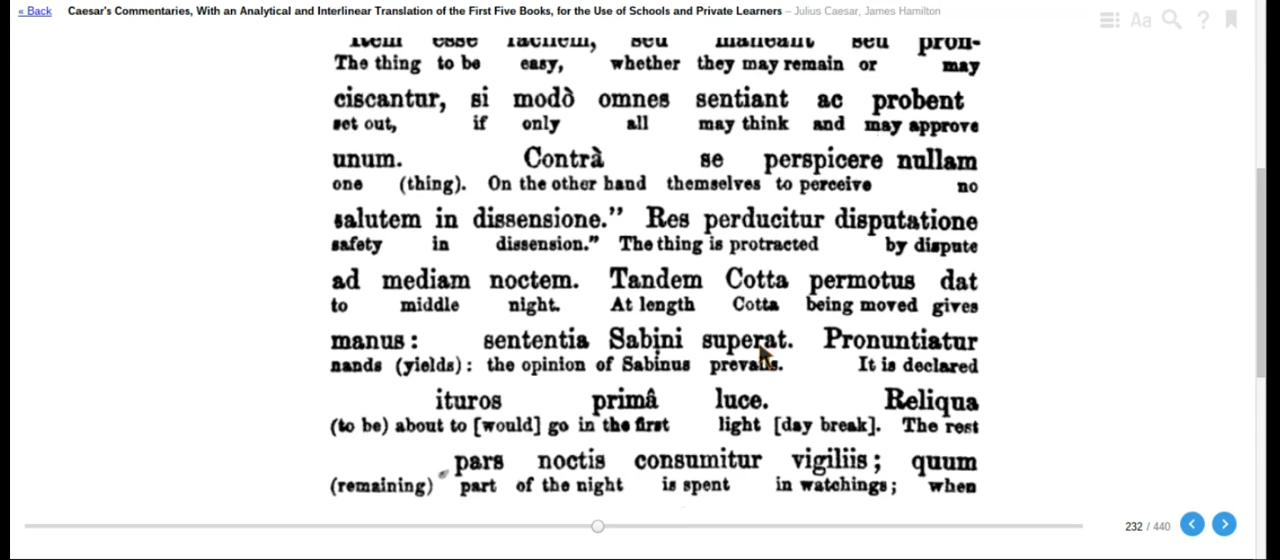 « Back Caesar's Commentaries, With an Analytical and Interlinear Translation of the First Five Books, for the Use of Schools and Private Learners – Julius Caesar, James Hamilton
Item esse facilem, seu maneant seu profi-
The thing to be easy, whether they may remain or may
ciscantur, si modò omnes sentiant ac probent
set out, if only all may think and may approve
unum. Contrà se perspicere nullam
one (thing). On the other hand themselves to perceive no
salutem in dissensione.” Res perducitur disputatione
safety in dissension.” The thing is protracted by dispute
ad mediam noctem. Tandem Cotta permotus dat
to middle night. At length Cotta being moved gives
manus: sententia Sabini superat. Pronuntiatur
hands (yields): the opinion of Sabinus prevails. It is declared
ituros primâ luce. Reliqua
(to be) about to [would] go in the first light [day break]. The rest
pars noctis consumitur vigiliis; quum
(remaining) part of the night is spent in watchings; when
232 / 440